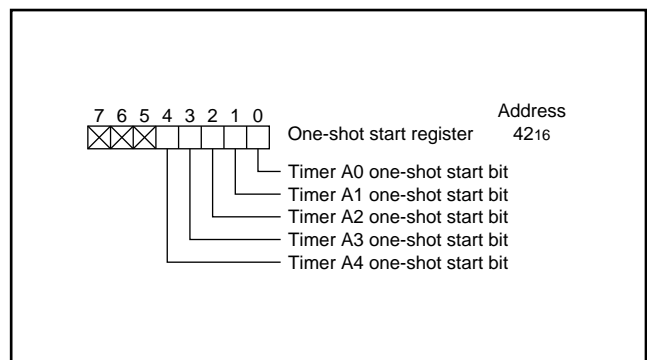 Address
7 6 5 4 3 2 1 0
One-shot start register 42₁₆
Timer A0 one-shot start bit
Timer A1 one-shot start bit
Timer A2 one-shot start bit
Timer A3 one-shot start bit
Timer A4 one-shot start bit